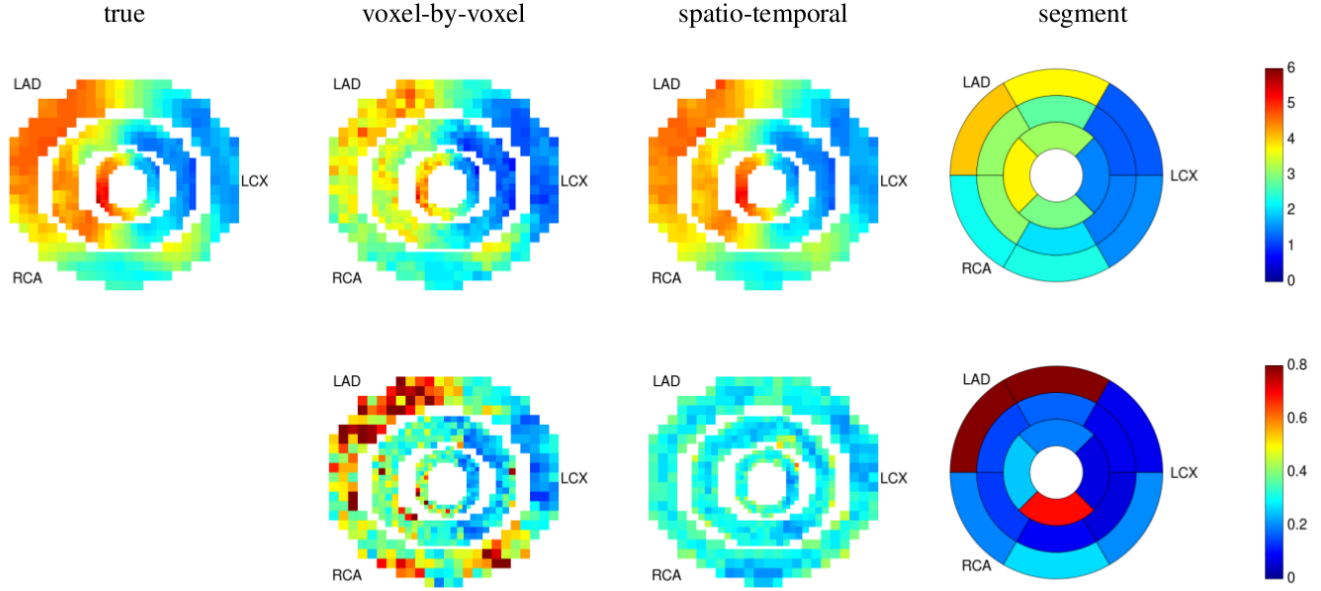 true voxel-by-voxel spatio-temporal segment
LAD LAD LAD LAD 6
5
4
LCX LCX LCX LCX 3
2
1
RCA RCA RCA RCA 0
LAD LAD LAD 0.8
0.6
LCX LCX LCX 0.4
0.2
RCA RCA RCA 0